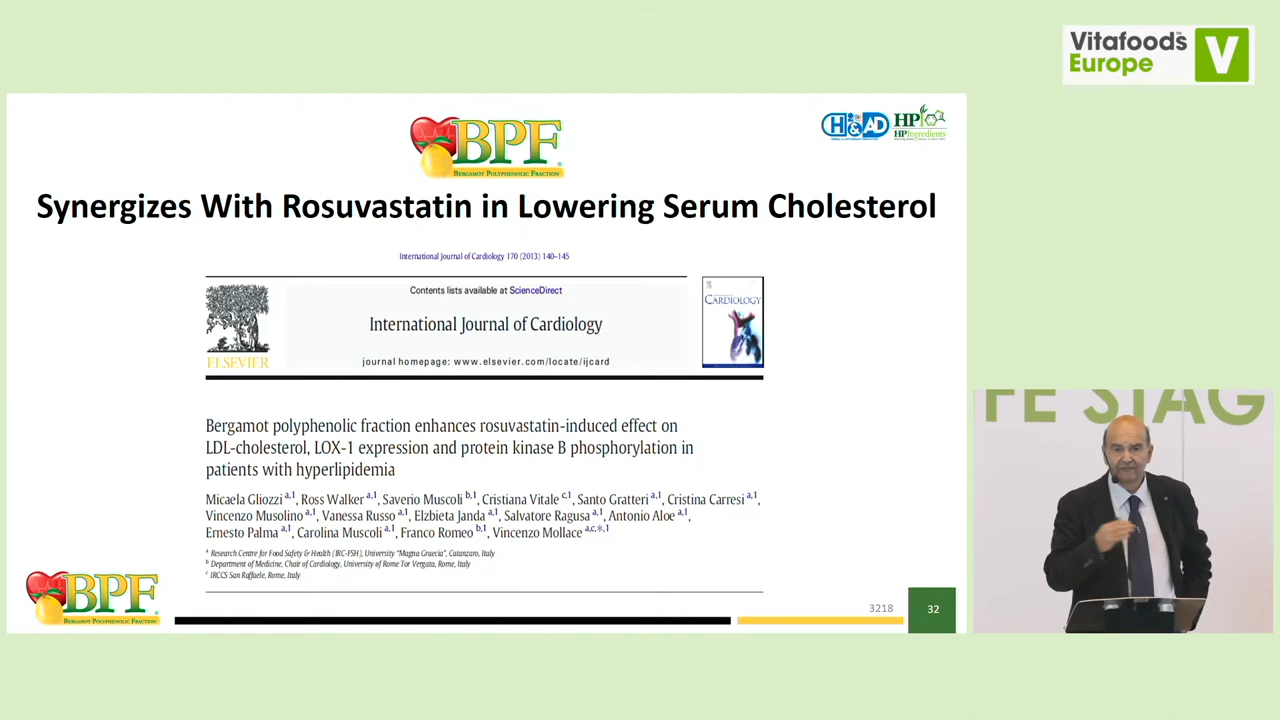 Vitafoods™
Europe
V
BPF®
BERGAMOT POLYPHENOLIC FRACTION
H&AD
HP
HPIngredients
Synergizes With Rosuvastatin in Lowering Serum Cholesterol
International Journal of Cardiology 170 (2013) 140–145
Contents lists available at ScienceDirect
International Journal of Cardiology
journal homepage: www.elsevier.com/locate/ijcard
ELSEVIER
CARDIOLOGY
Bergamot polyphenolic fraction enhances rosuvastatin-induced effect on
LDL-cholesterol, LOX-1 expression and protein kinase B phosphorylation in
patients with hyperlipidemia
Micaela Gliozzi a,1, Ross Walker a,1, Saverio Muscoli b,1, Cristiana Vitale c,1, Santo Gratteri a,1, Cristina Carresi a,1,
Vincenzo Musolino a,1, Vanessa Russo a,1, Elzbieta Janda a,1, Salvatore Ragusa a,1, Antonio Aloe a,1,
Ernesto Palma a,1, Carolina Muscoli a,1, Franco Romeo b,1, Vincenzo Mollace a,c,*,1
a Research Centre for Food Safety & Health (IRC-FSH), University "Magna Graecia", Catanzaro, Italy
b Department of Medicine, Chair of Cardiology, University of Rome Tor Vergata, Rome, Italy
c IRCCS San Raffaele, Rome, Italy
BPF®
BERGAMOT POLYPHENOLIC FRACTION
3218
32
FE STAG